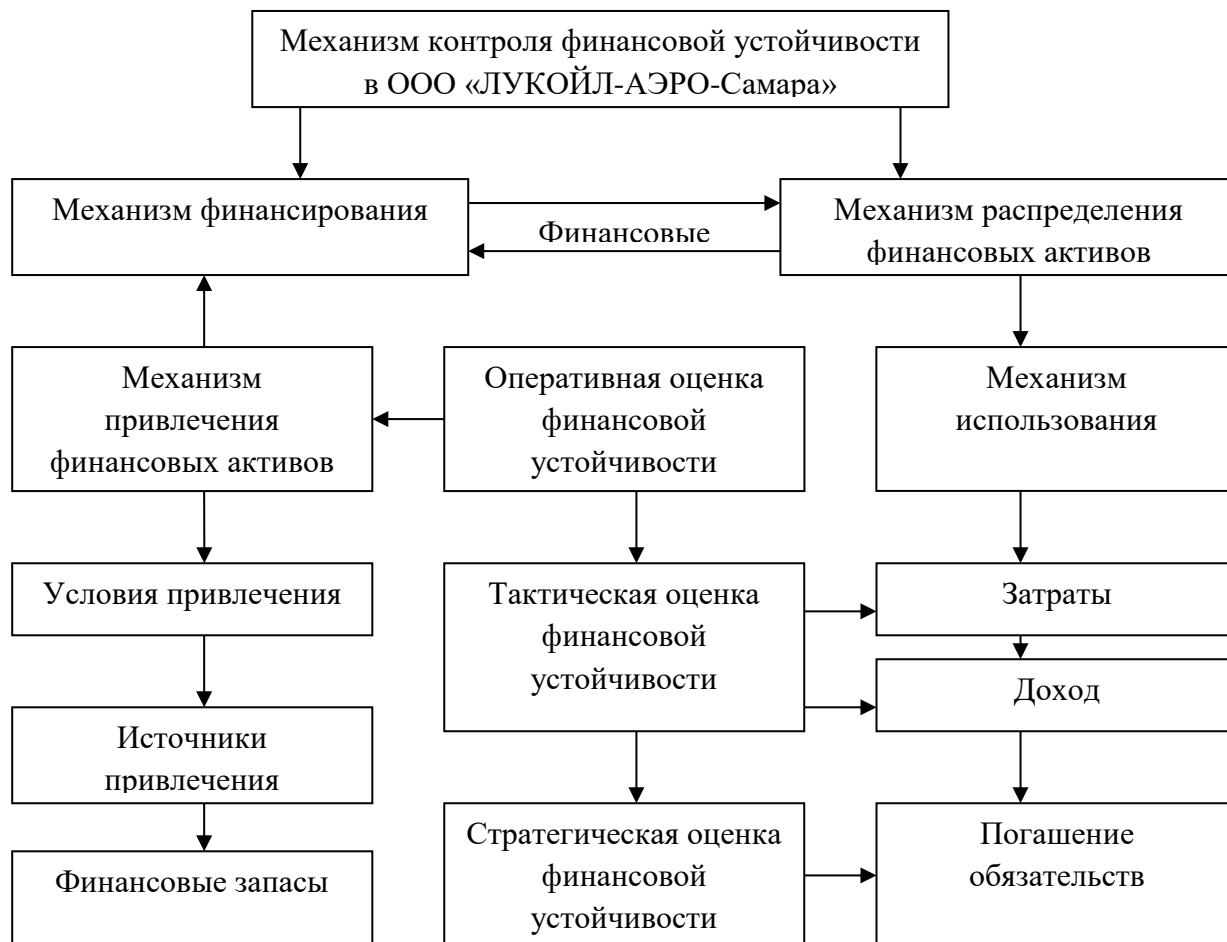 Механизм контроля финансовой устойчивости
в ООО «ЛУКОЙЛ-АЭРО-Самара»
Механизм финансирования
Финансовые
Механизм распределения
финансовых активов
Механизм
привлечения
финансовых активов
Оперативная оценка
финансовой
устойчивости
Механизм
использования
Условия привлечения
Тактическая оценка
финансовой
устойчивости
Затраты
Доход
Источники
привлечения
Стратегическая оценка
финансовой
устойчивости
Погашение
обязательств
Финансовые запасы